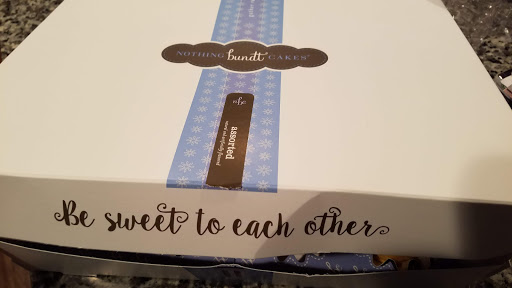 NOTHING bundt CAKES
nbc
assorted
Be sweet to each other